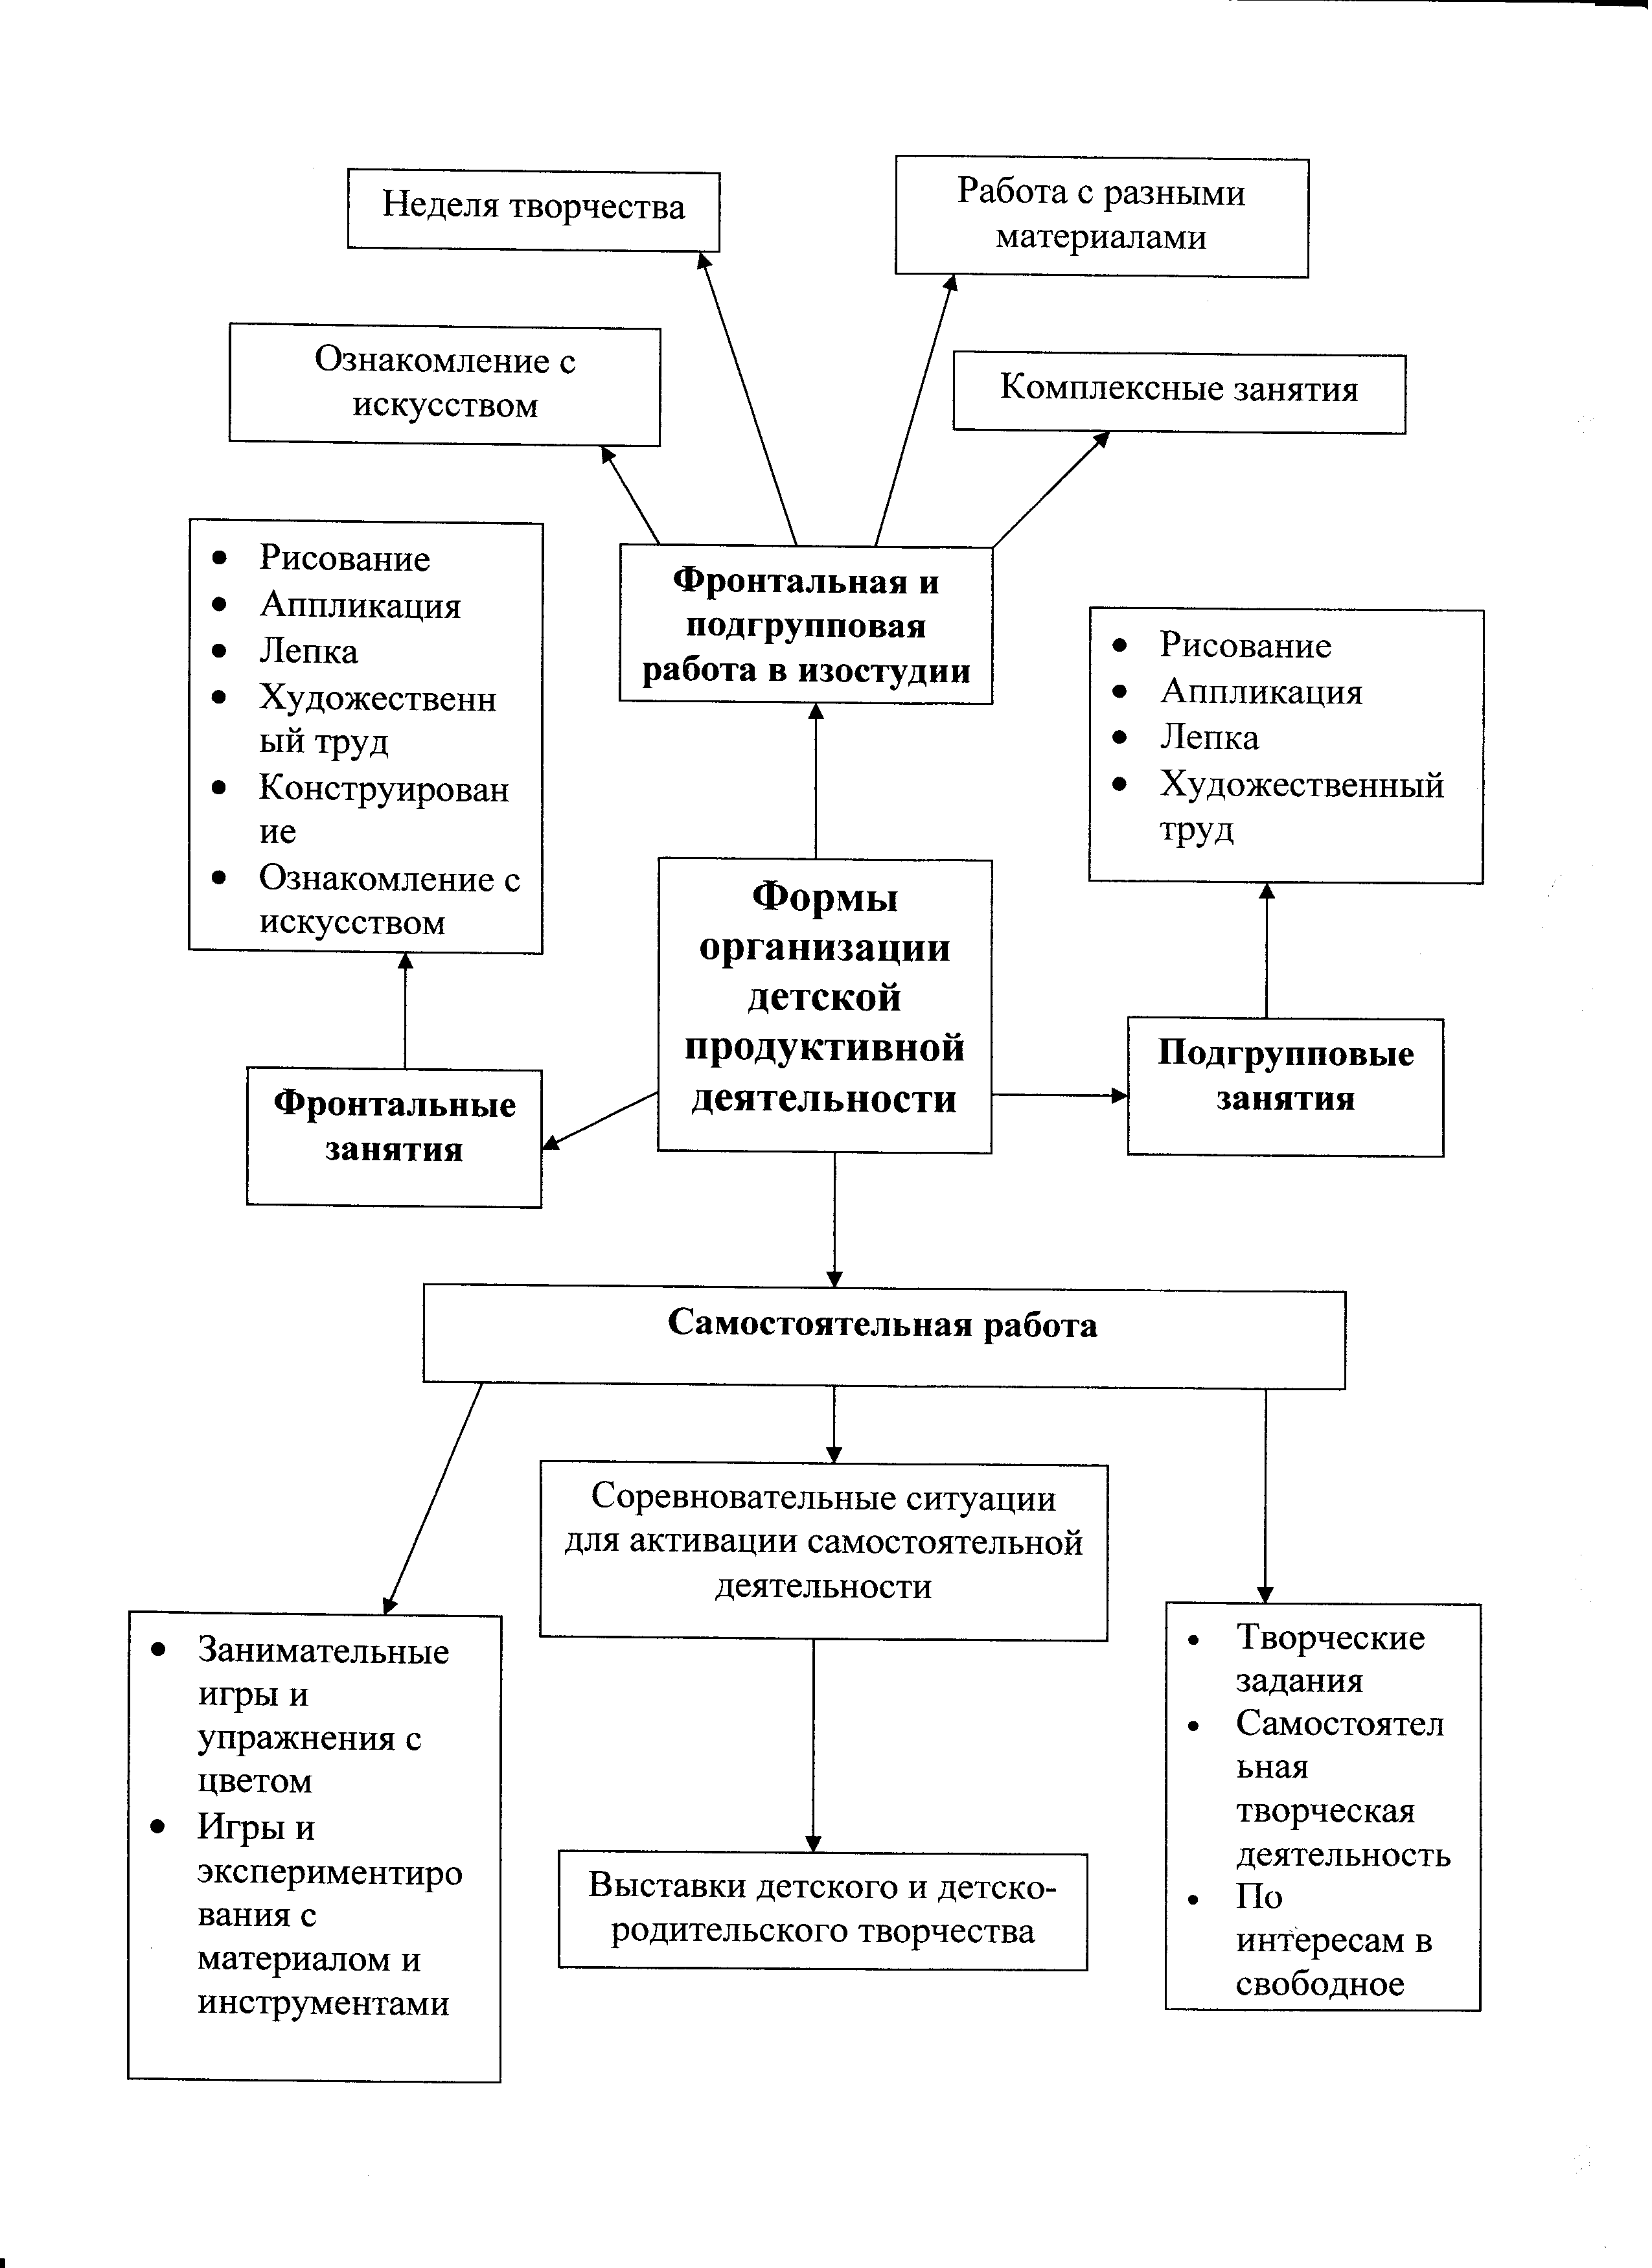 Неделя творчества
Работа с разными
материалами
Ознакомление с
искусством
Комплексные занятия
• Рисование
• Аппликация
• Лепка
• Художественн
ый труд
• Конструирован
ие
• Ознакомление с
искусством
Фронтальная и
подгрупповая
работа в изостудии
• Рисование
• Аппликация
• Лепка
• Художественный
труд
Формы
организации
детской
продуктивной
деятельности
Фронтальные
занятия
Подгрупповые
занятия
Самостоятельная работа
Соревновательные ситуации
для активации самостоятельной
деятельности
• Занимательные
игры и
упражнения с
цветом
• Игры и
экспериментиро
вания с
материалом и
инструментами
Выставки детского и детско-
родительского творчества
• Творческие
задания
• Самостоятел
ьная
творческая
деятельность
• По
интересам в
свободное